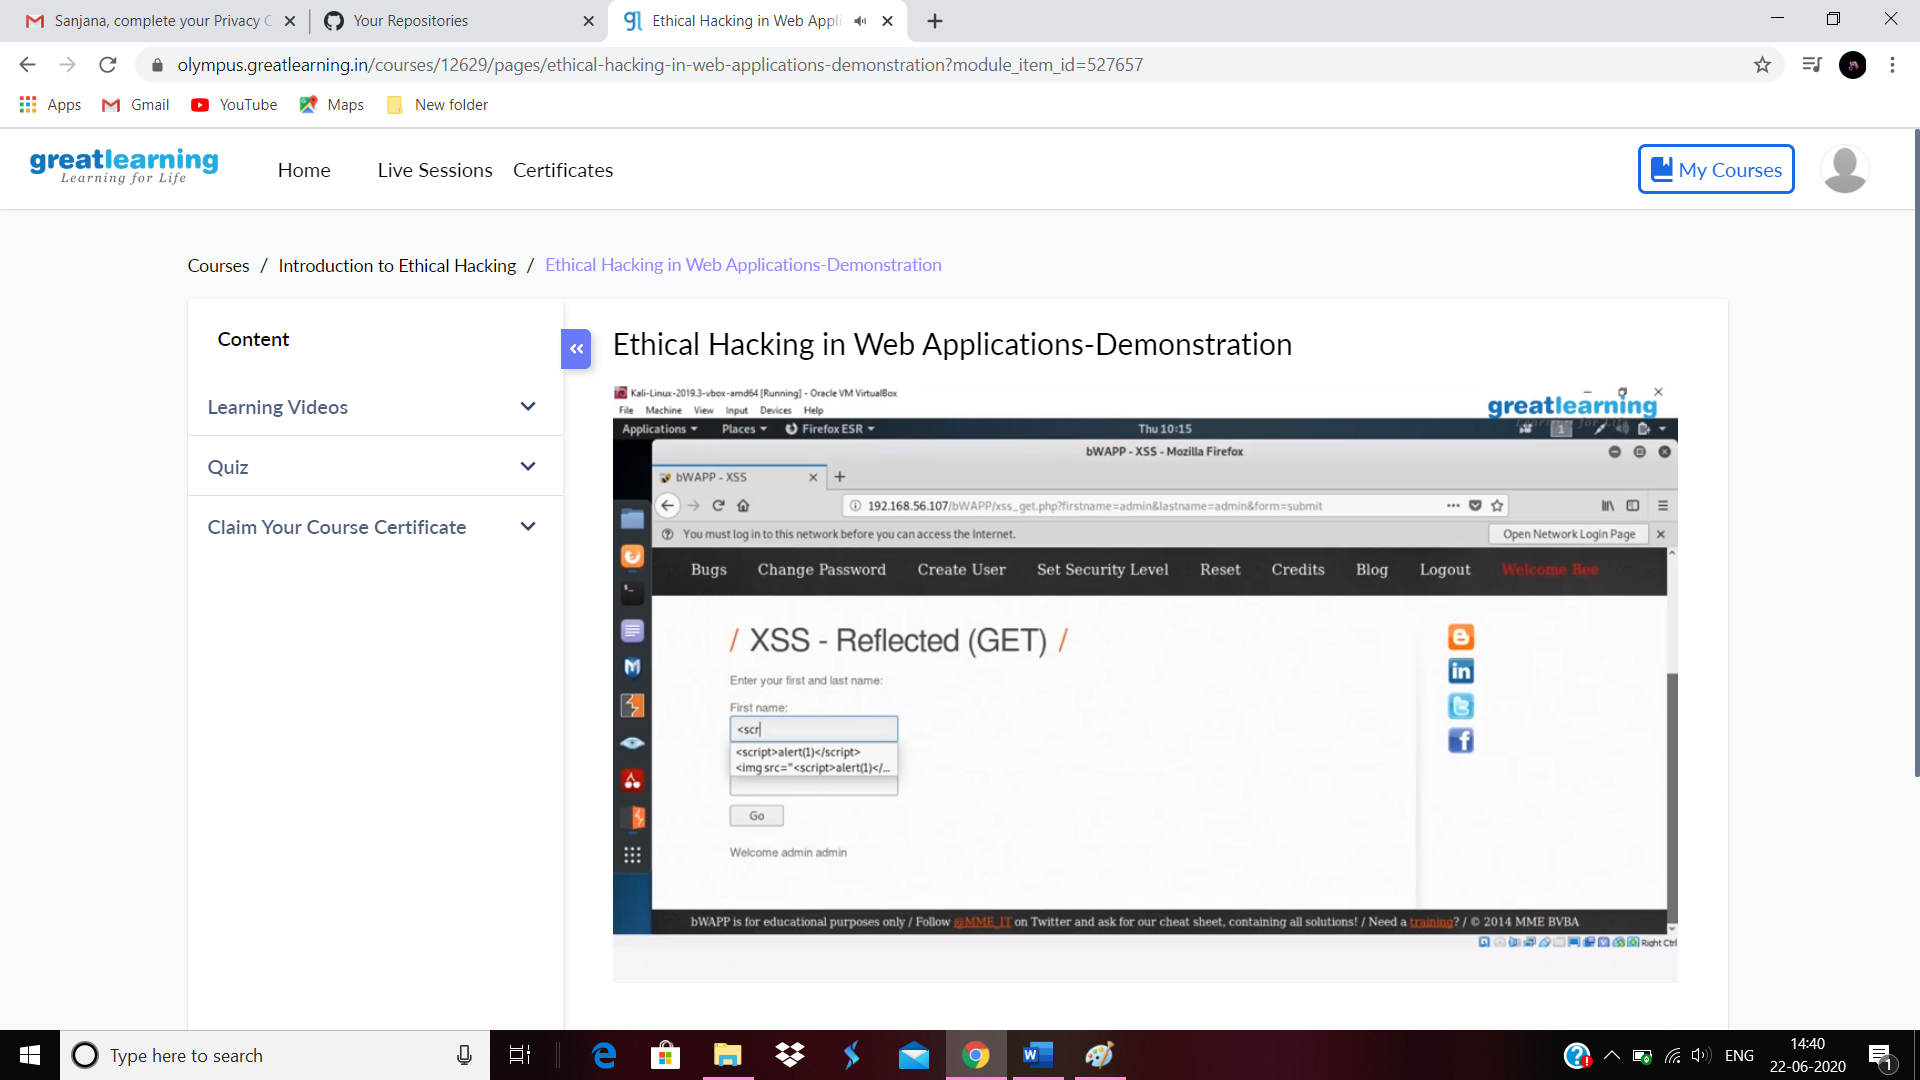 Sanjana, complete your Privacy C
Your Repositories
Ethical Hacking in Web Appli
olympus.greatlearning.in/courses/12629/pages/ethical-hacking-in-web-applications-demonstration?module_item_id=527657
Apps
Gmail
YouTube
Maps
New folder
greatlearning
Learning for Life
Home
Live Sessions
Certificates
My Courses
Courses / Introduction to Ethical Hacking / Ethical Hacking in Web Applications-Demonstration
Content
Learning Videos
Quiz
Claim Your Course Certificate
Ethical Hacking in Web Applications-Demonstration
Kali-Linux-2019.3-vbox-amd64 [Running] - Oracle VM VirtualBox
File Machine View Input Devices Help
greatlearning
Applications
Places
Firefox ESR
Thu 10:15
1
bWAPP - XSS - Mozilla Firefox
bWAPP - XSS
192.168.56.107/bWAPP/xss_get.php?firstname=admin&lastname=admin&form=submit
You must log in to this network before you can access the Internet.
Open Network Login Page
Bugs
Change Password
Create User
Set Security Level
Reset
Credits
Blog
Logout
Welcome Bee
/ XSS - Reflected (GET) /
Enter your first and last name:
First name:
<scr
<script>alert(1)</script>
<img src="<script>alert(1)</...
Go
Welcome admin admin
bWAPP is for educational purposes only / Follow @MME_IT on Twitter and ask for our cheat sheet, containing all solutions! / Need a training? / © 2014 MME BVBA
Right Ctrl
Type here to search
ENG
14:40
22-06-2020
1